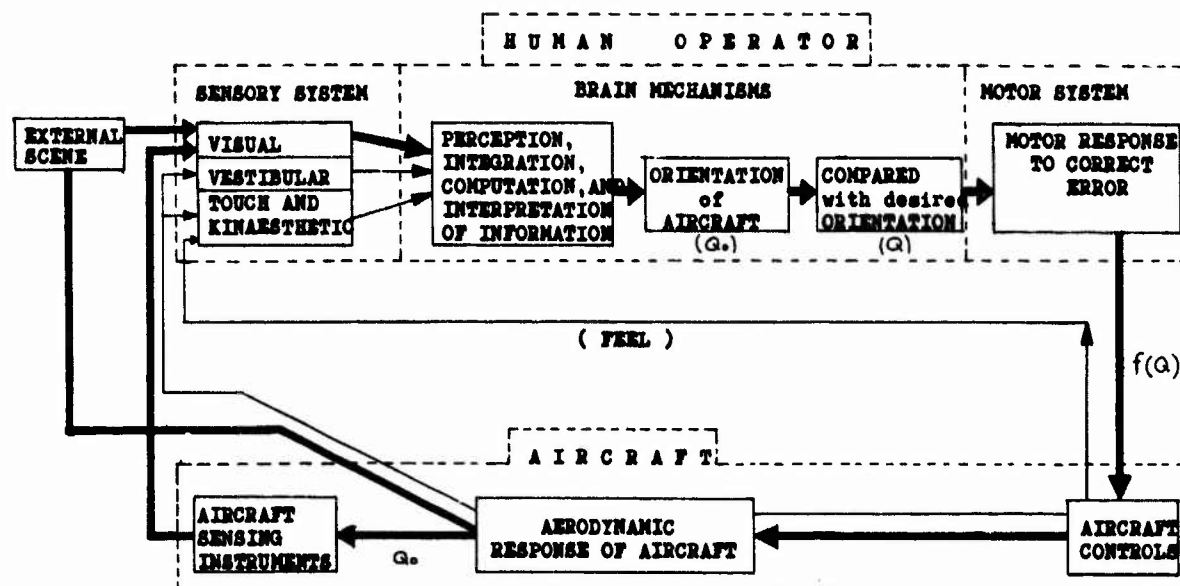 HUMAN OPERATOR
SENSORY SYSTEM
BRAIN MECHANISMS
MOTOR SYSTEM
EXTERNAL
SCENE
VISUAL
VESTIBULAR
TOUCH AND
KINAESTHETIC
PERCEPTION,
INTEGRATION,
COMPUTATION, AND
INTERPRETATION
OF INFORMATION
ORIENTATION
of
AIRCRAFT
(Q₀)
COMPARED
with desired
ORIENTATION
(Q)
MOTOR RESPONSE
TO CORRECT
ERROR
( FEEL )
f(Q)
AIRCRAFT
AIRCRAFT
SENSING
INSTRUMENTS
Q₀
AERODYNAMIC
RESPONSE OF AIRCRAFT
AIRCRAFT
CONTROLS